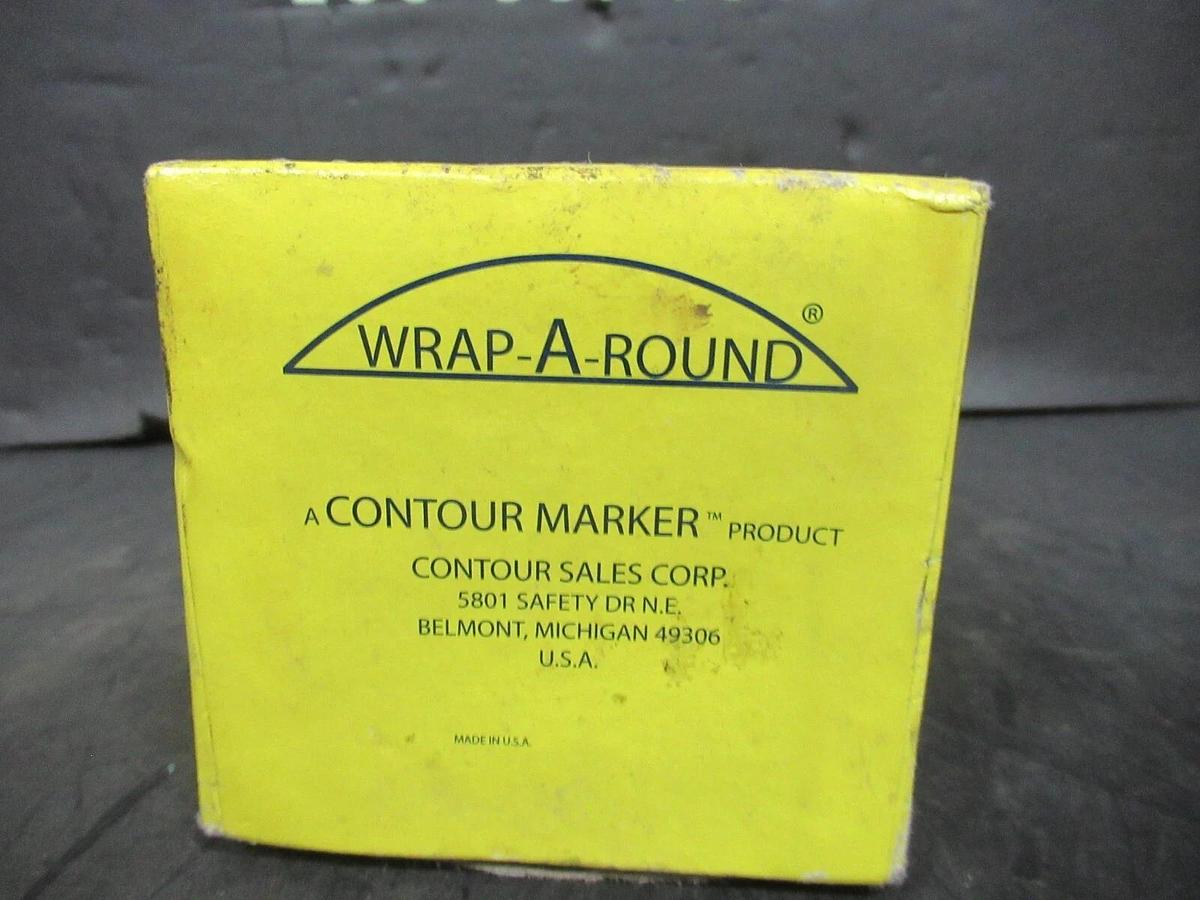 WRAP-A-ROUND®
A CONTOUR MARKER™ PRODUCT
CONTOUR SALES CORP.
5801 SAFETY DR N.E.
BELMONT, MICHIGAN 49306
U.S.A.
MADE IN U.S.A.